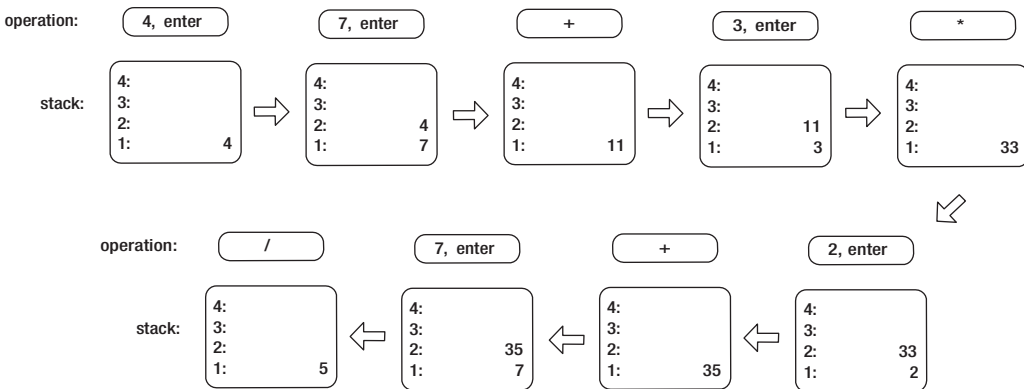 operation: 4, enter 7, enter + 3, enter *
stack:
4: 4: 4: 4: 4:
3: 3: 3: 3: 3:
2: 2: 4 2: 2: 11 2:
1: 4 1: 7 1: 11 1: 3 1: 33
operation: / 7, enter + 2, enter
stack:
4: 4: 4: 4:
3: 3: 3: 3:
2: 2: 35 2: 2: 33
1: 5 1: 7 1: 35 1: 2